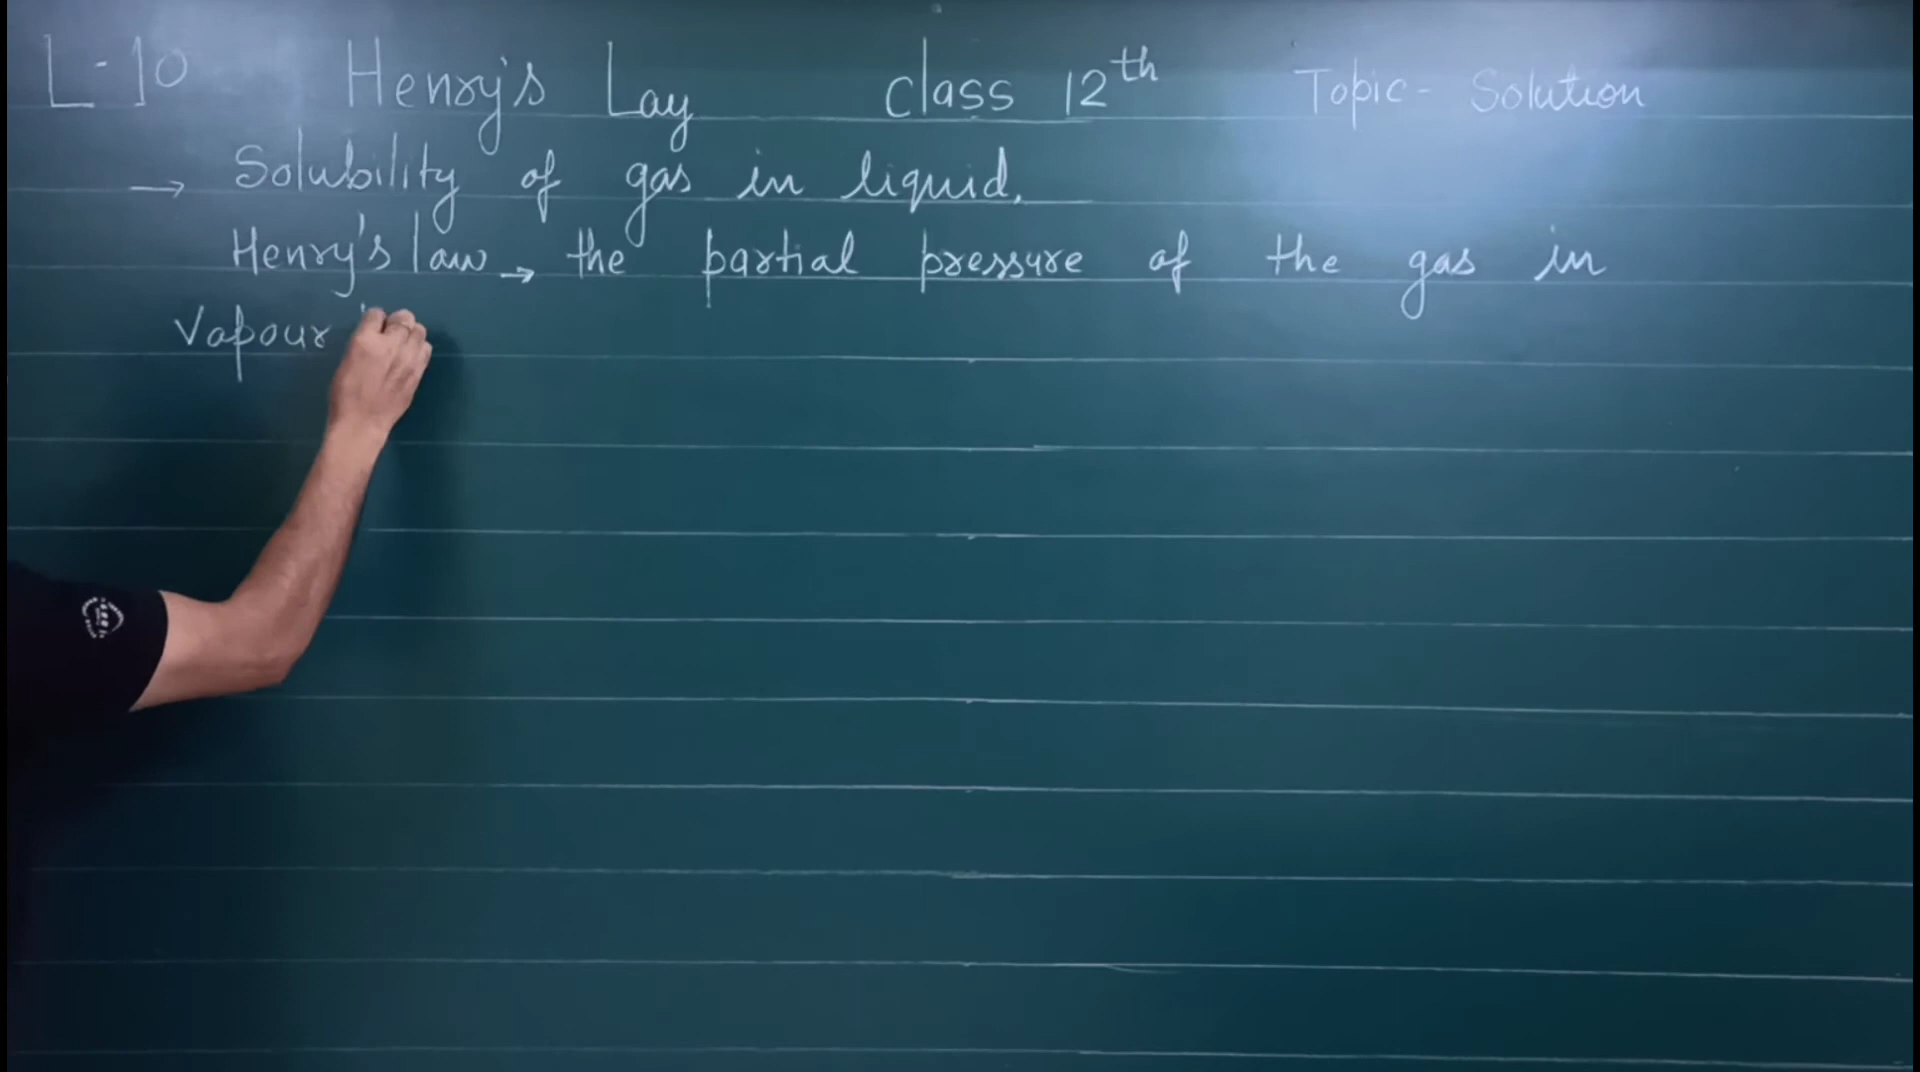 L-10 Henry's Lay class 12th Topic - Solution
→ Solubility of gas in liquid.
Henry's law → the partial pressure of the gas in
Vapour